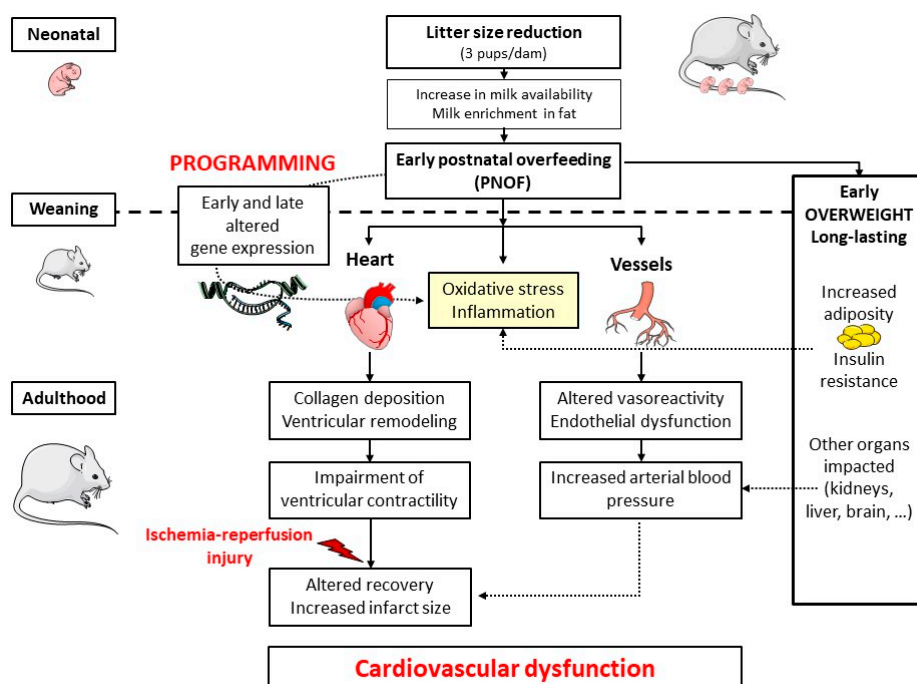 Neonatal
Litter size reduction
(3 pups/dam)
Increase in milk availability
Milk enrichment in fat
PROGRAMMING
Early postnatal overfeeding
(PNOF)
Weaning
Early and late
altered
gene expression
Early
OVERWEIGHT
Long-lasting
Heart
Oxidative stress
Inflammation
Vessels
Increased
adiposity
Insulin
resistance
Adulthood
Collagen deposition
Ventricular remodeling
Altered vasoreactivity
Endothelial dysfunction
Impairment of
ventricular contractility
Increased arterial blood
pressure
Other organs
impacted
(kidneys,
liver, brain, ...)
Ischemia-reperfusion
injury
Altered recovery
Increased infarct size
Cardiovascular dysfunction